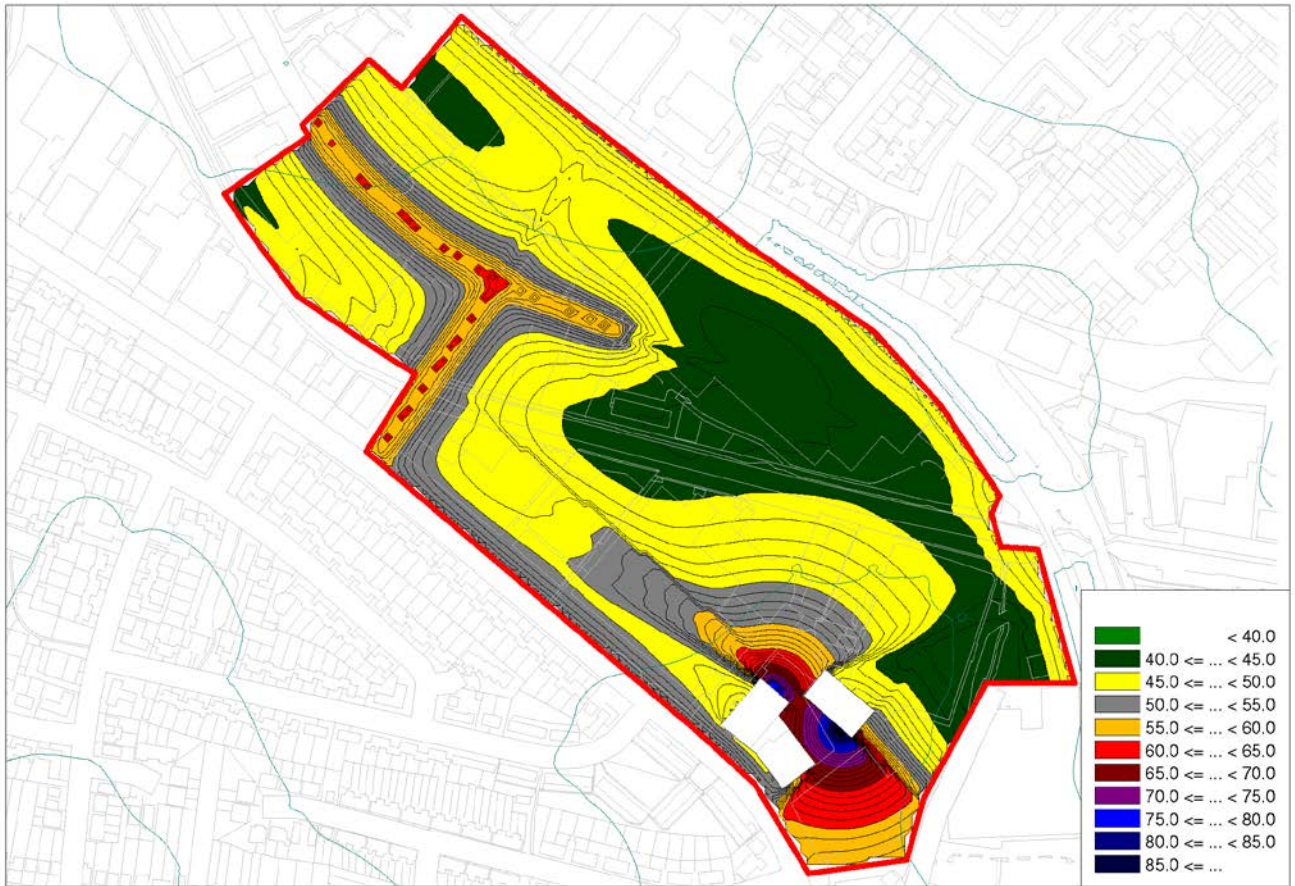 < 40.0
40.0 <= ... < 45.0
45.0 <= ... < 50.0
50.0 <= ... < 55.0
55.0 <= ... < 60.0
60.0 <= ... < 65.0
65.0 <= ... < 70.0
70.0 <= ... < 75.0
75.0 <= ... < 80.0
80.0 <= ... < 85.0
85.0 <= ...